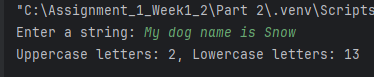 "C:\Assignment_1_Week1_2\Part 2\.venv\Scripts
Enter a string: My dog name is Snow
Uppercase letters: 2, Lowercase letters: 13